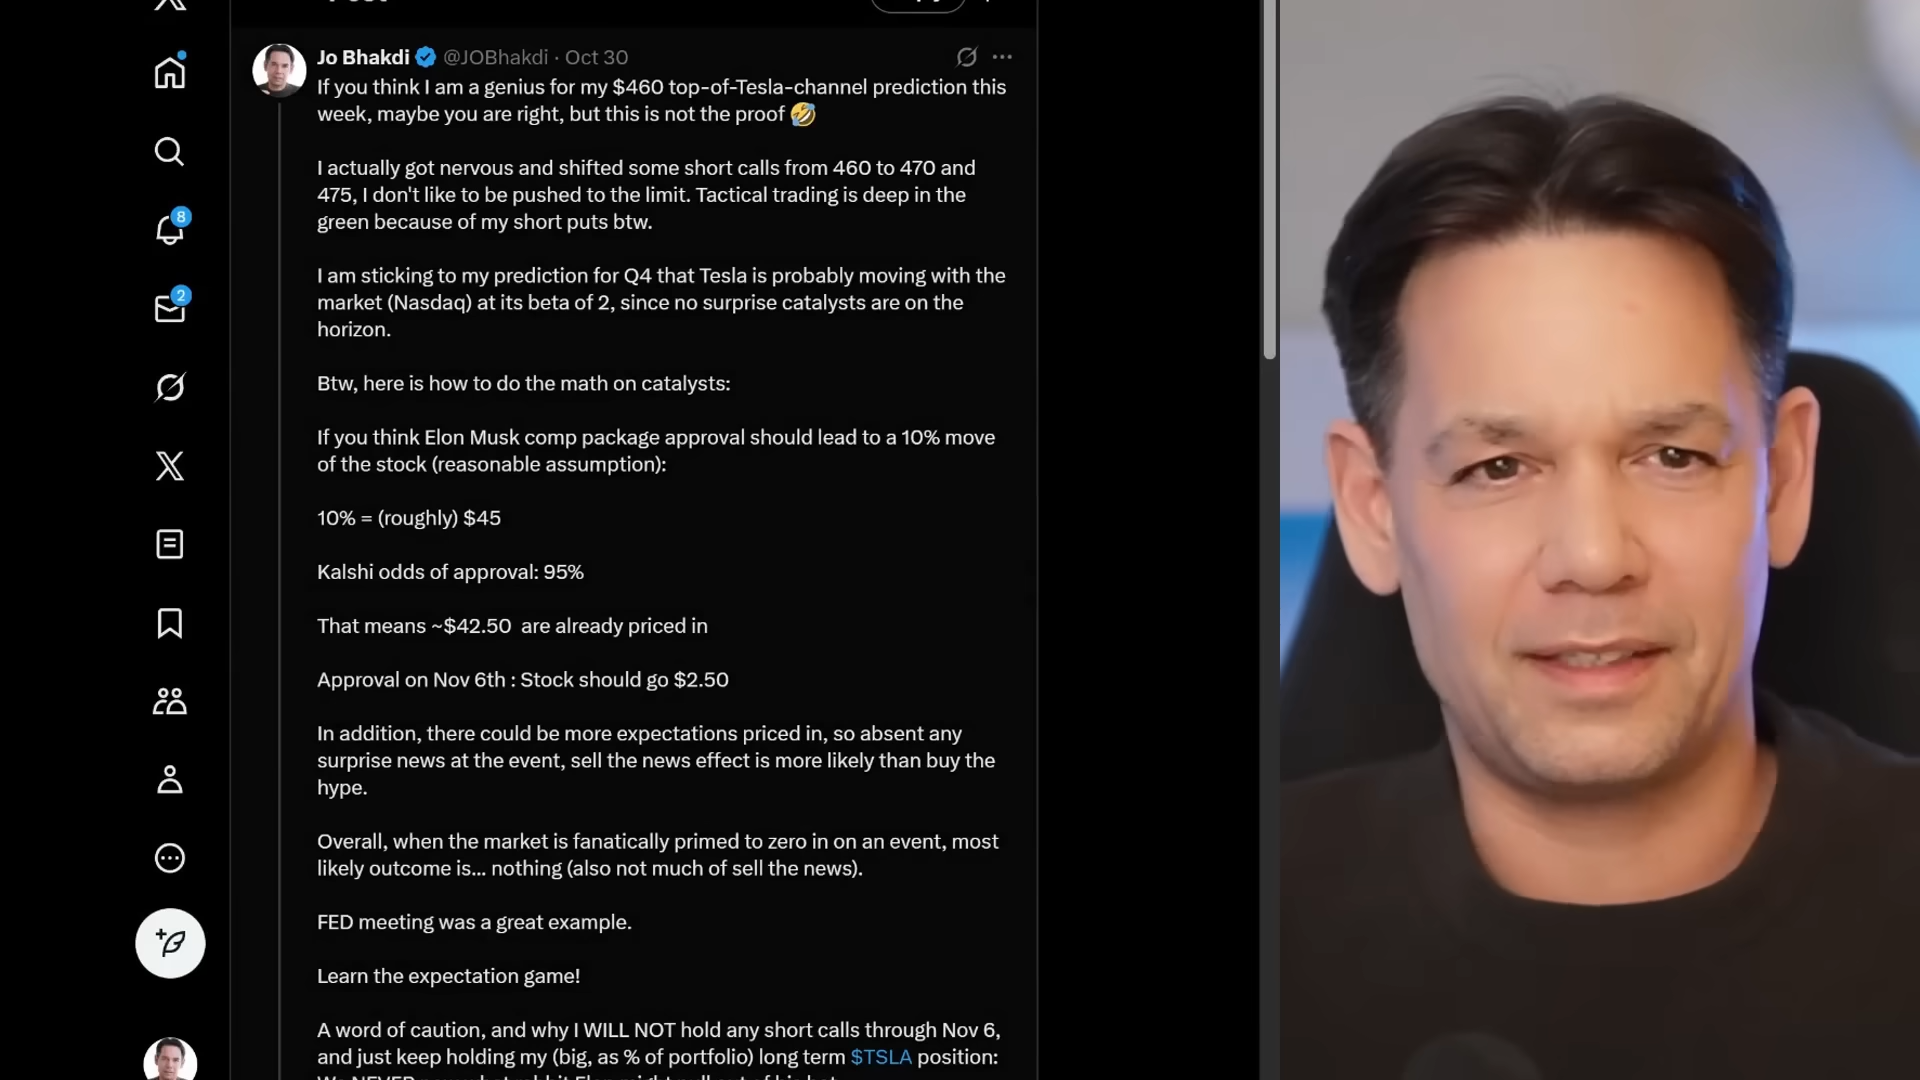 Jo Bhakdi @JOBhakdi · Oct 30
If you think I am a genius for my $460 top-of-Tesla-channel prediction this
week, maybe you are right, but this is not the proof 🤣
I actually got nervous and shifted some short calls from 460 to 470 and
475, I don't like to be pushed to the limit. Tactical trading is deep in the
green because of my short puts btw.
I am sticking to my prediction for Q4 that Tesla is probably moving with the
market (Nasdaq) at its beta of 2, since no surprise catalysts are on the
horizon.
Btw, here is how to do the math on catalysts:
If you think Elon Musk comp package approval should lead to a 10% move
of the stock (reasonable assumption):
10% = (roughly) $45
Kalshi odds of approval: 95%
That means ~$42.50 are already priced in
Approval on Nov 6th : Stock should go $2.50
In addition, there could be more expectations priced in, so absent any
surprise news at the event, sell the news effect is more likely than buy the
hype.
Overall, when the market is fanatically primed to zero in on an event, most
likely outcome is... nothing (also not much of sell the news).
FED meeting was a great example.
Learn the expectation game!
A word of caution, and why I WILL NOT hold any short calls through Nov 6,
and just keep holding my (big, as % of portfolio) long term $TSLA position:
8
2